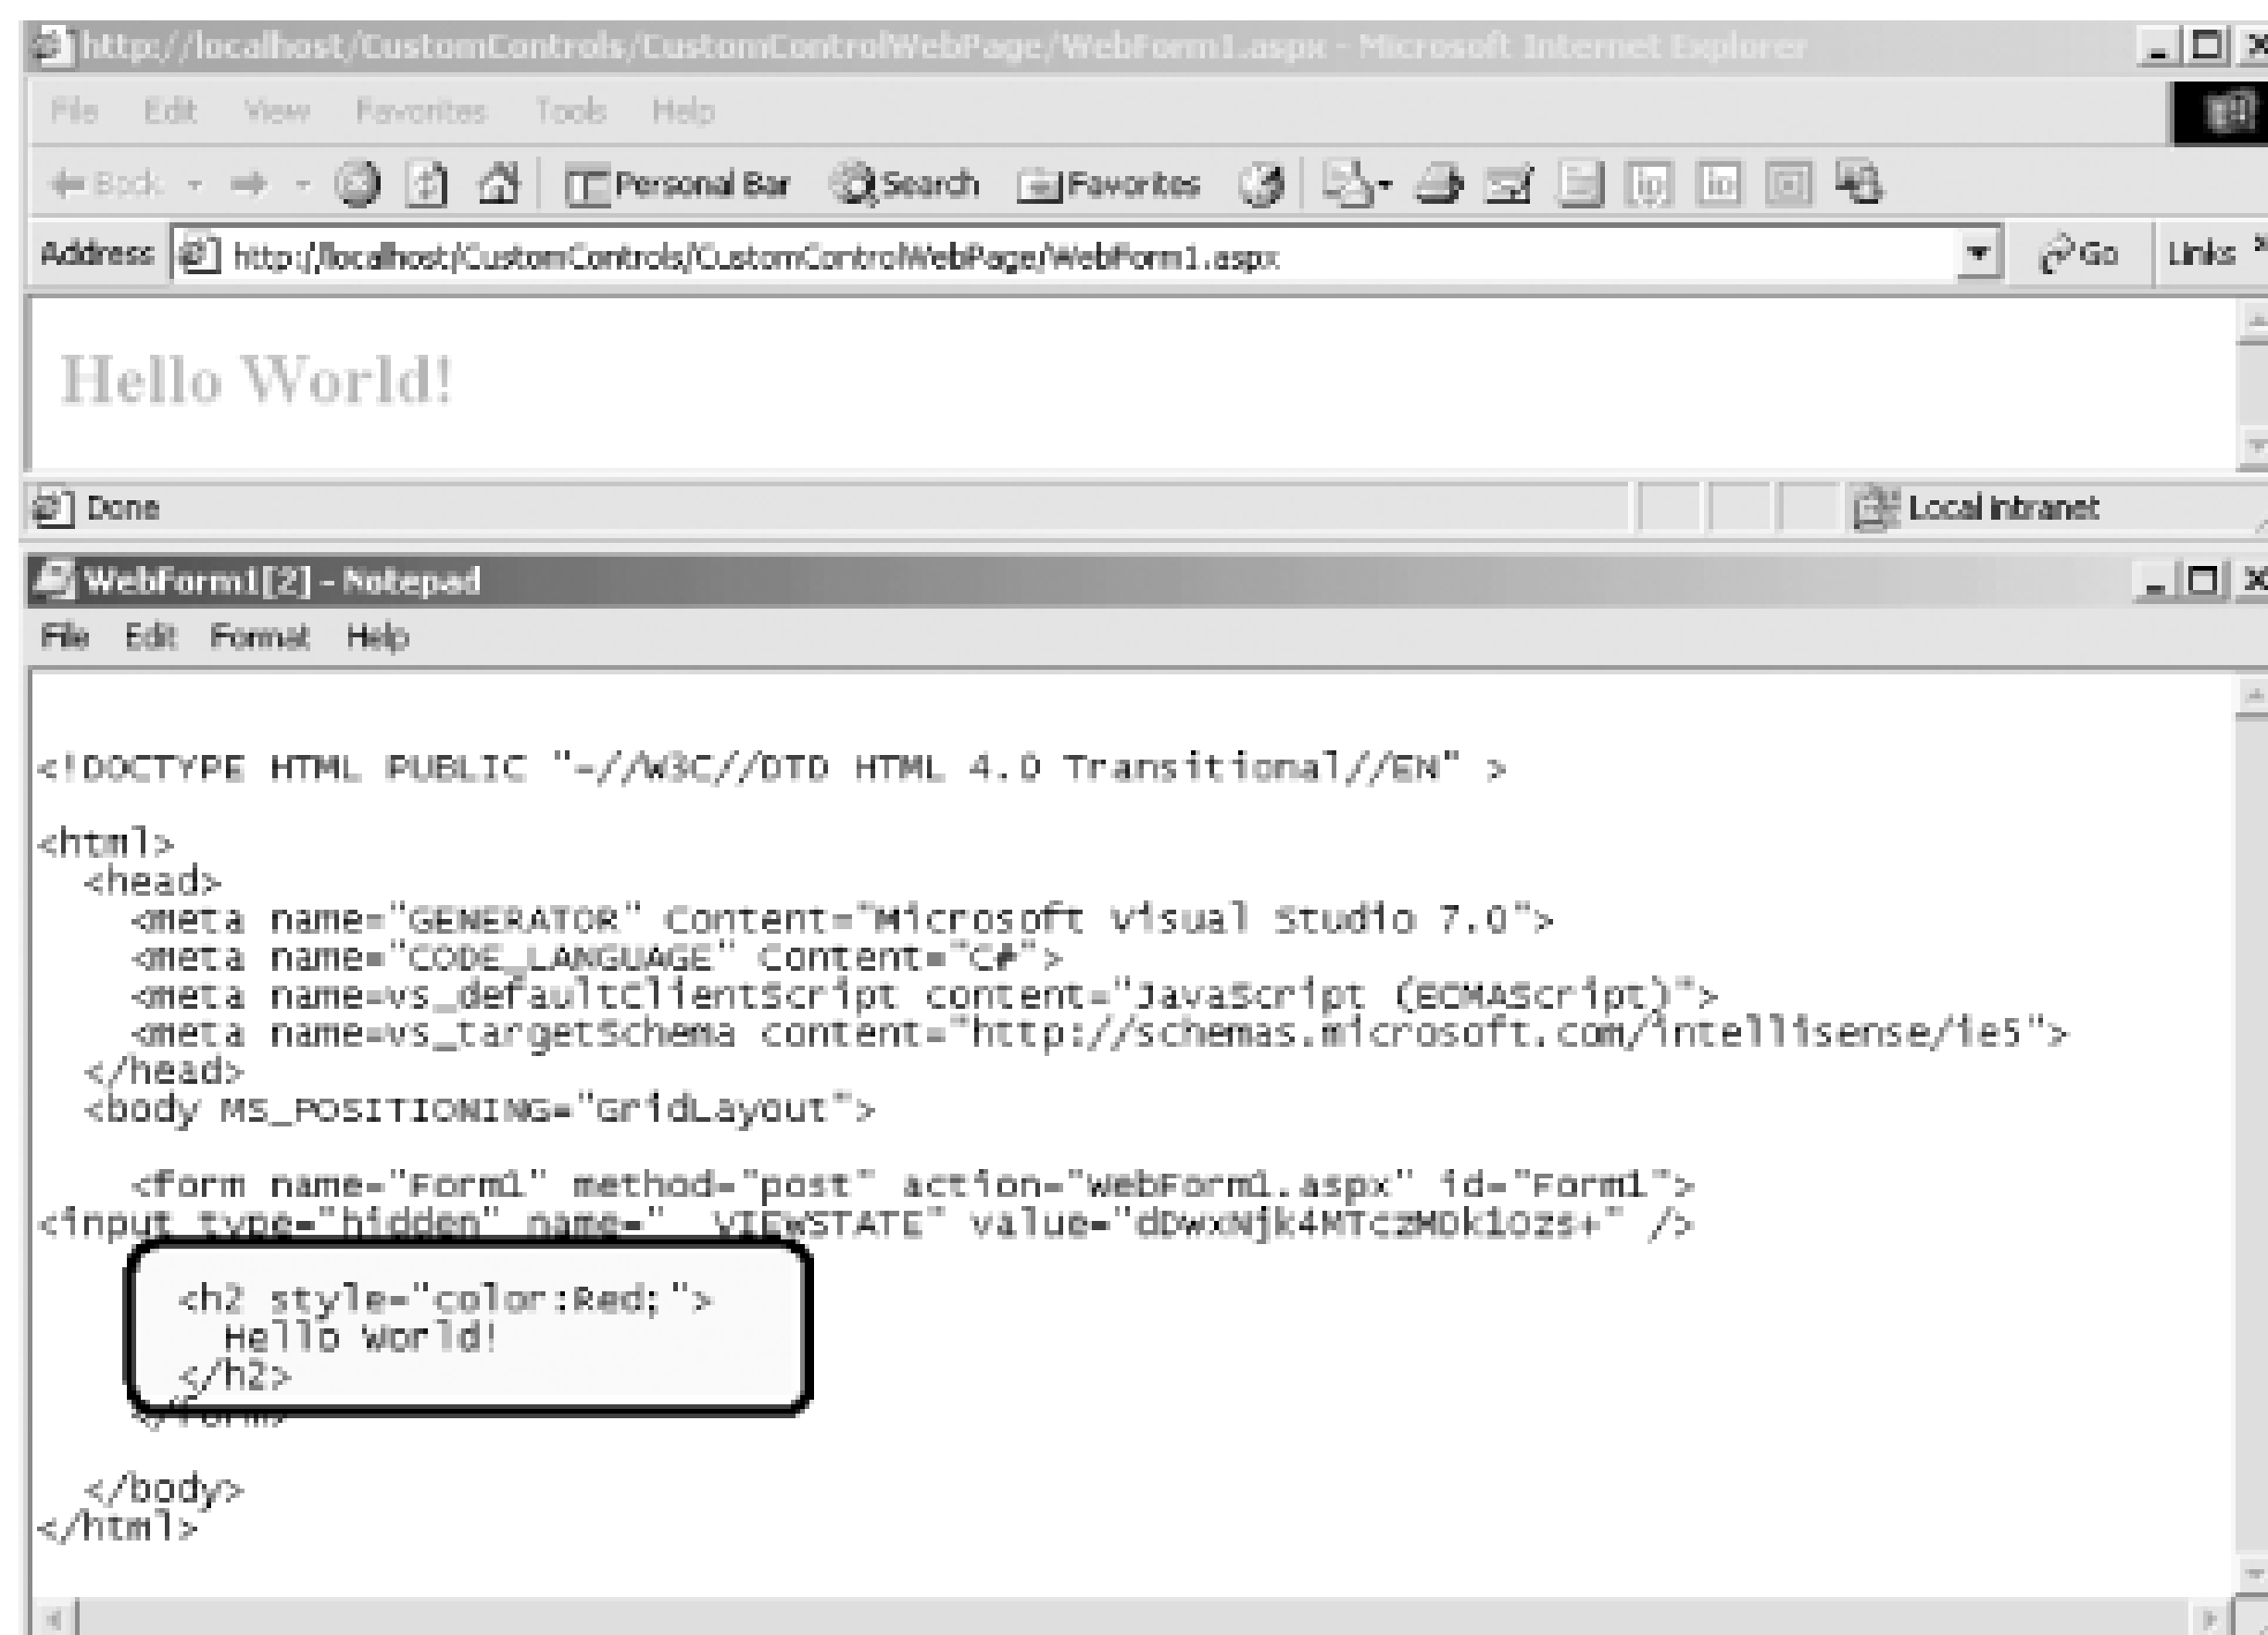 http://localhost/CustomControls/CustomControlWebPage/WebForm1.aspx - Microsoft Internet Explorer
File Edit View Favorites Tools Help
Back Personal Bar Search Favorites
Address http://localhost/CustomControls/CustomControlWebPage/WebForm1.aspx Go Links »
Hello World!
Done Local intranet
WebForm1[2] - Notepad
File Edit Format Help
<!DOCTYPE HTML PUBLIC "-//W3C//DTD HTML 4.0 Transitional//EN" >
<html>
<head>
<meta name="GENERATOR" Content="Microsoft Visual Studio 7.0">
<meta name="CODE_LANGUAGE" Content="C#">
<meta name=vs_defaultClientScript content="JavaScript (ECMAScript)">
<meta name=vs_targetSchema content="http://schemas.microsoft.com/intellisense/ie5">
</head>
<body MS_POSITIONING="GridLayout">
<form name="Form1" method="post" action="WebForm1.aspx" id="Form1">
<input type="hidden" name="__VIEWSTATE" value="dDwxNjk4MTczMDk1Ozs+" />
<h2 style="color:Red;">
Hello World!
</h2>
</form>
</body>
</html>